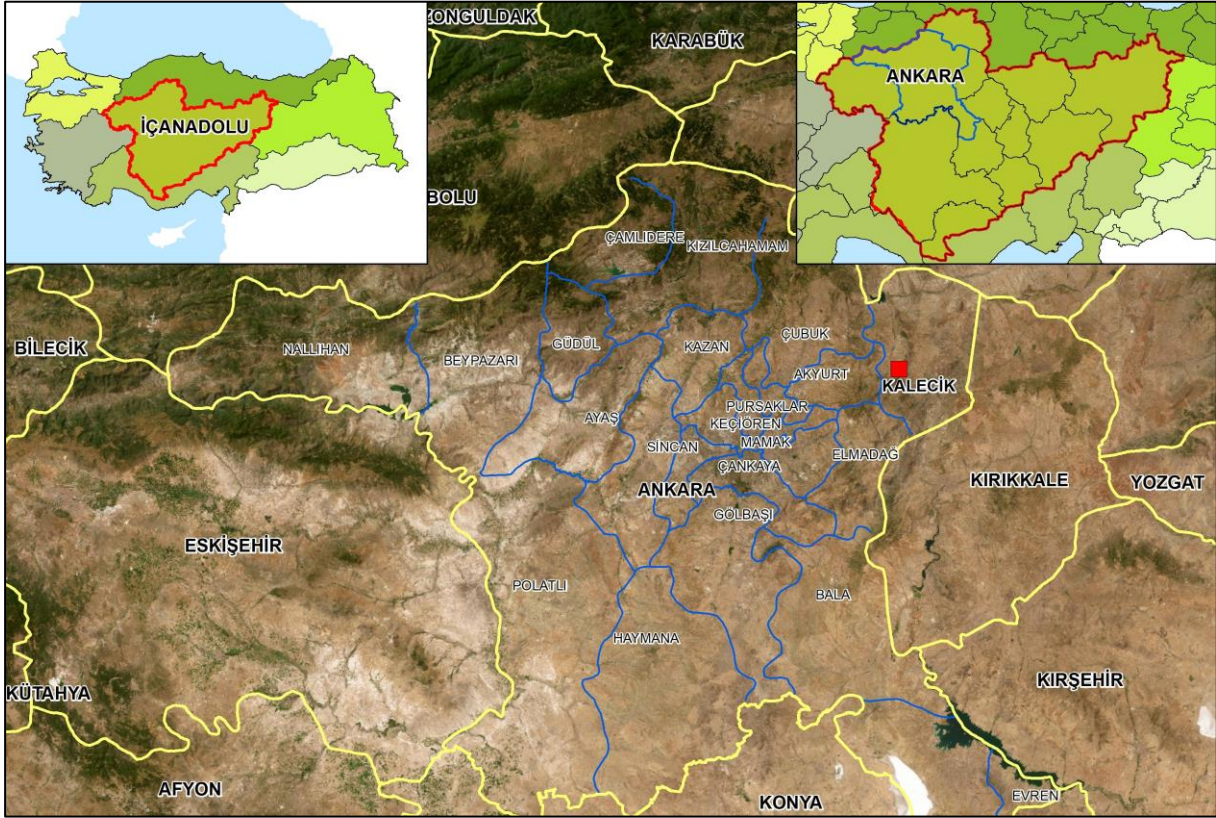 ZONGULDAK
KARABÜK
İÇANADOLU
ANKARA
BOLU
ÇAMLIDERE
KIZILCAHAMAM
BİLECİK
NALLIHAN
BEYPAZARI
GÜDÜL
KAZAN
ÇUBUK
AKYURT
KALECİK
AYAŞ
PURSAKLAR
KEÇİÖREN
SİNCAN
MAMAK
ELMADAĞ
ÇANKAYA
ANKARA
KIRIKKALE
YOZGAT
GÖLBAŞI
ESKİŞEHİR
POLATLI
BALA
HAYMANA
KÜTAHYA
KIRŞEHİR
AFYON
KONYA
EVREN